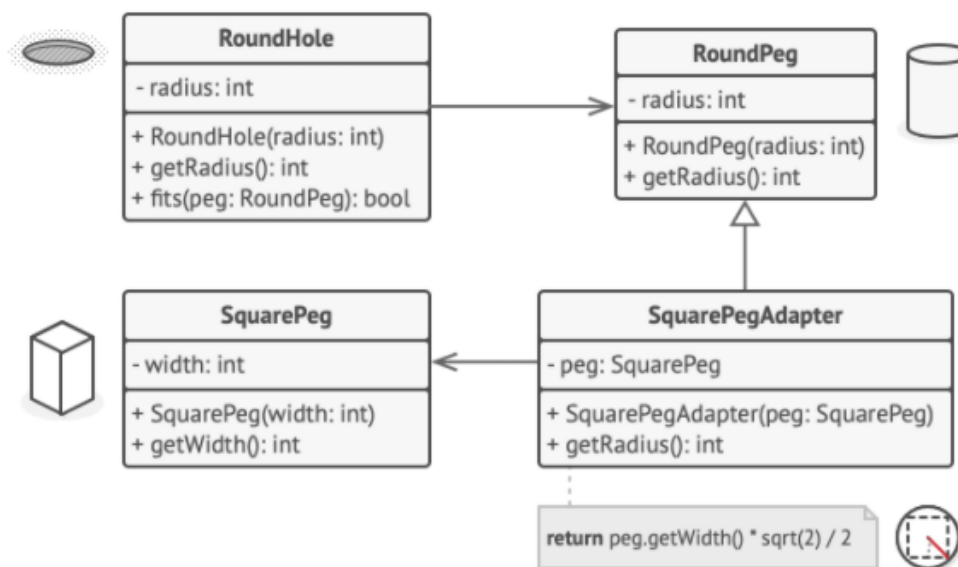 RoundHole
- radius: int
+ RoundHole(radius: int)
+ getRadius(): int
+ fits(peg: RoundPeg): bool
RoundPeg
- radius: int
+ RoundPeg(radius: int)
+ getRadius(): int
SquarePeg
- width: int
+ SquarePeg(width: int)
+ getWidth(): int
SquarePegAdapter
- peg: SquarePeg
+ SquarePegAdapter(peg: SquarePeg)
+ getRadius(): int
return peg.getWidth() * sqrt(2) / 2